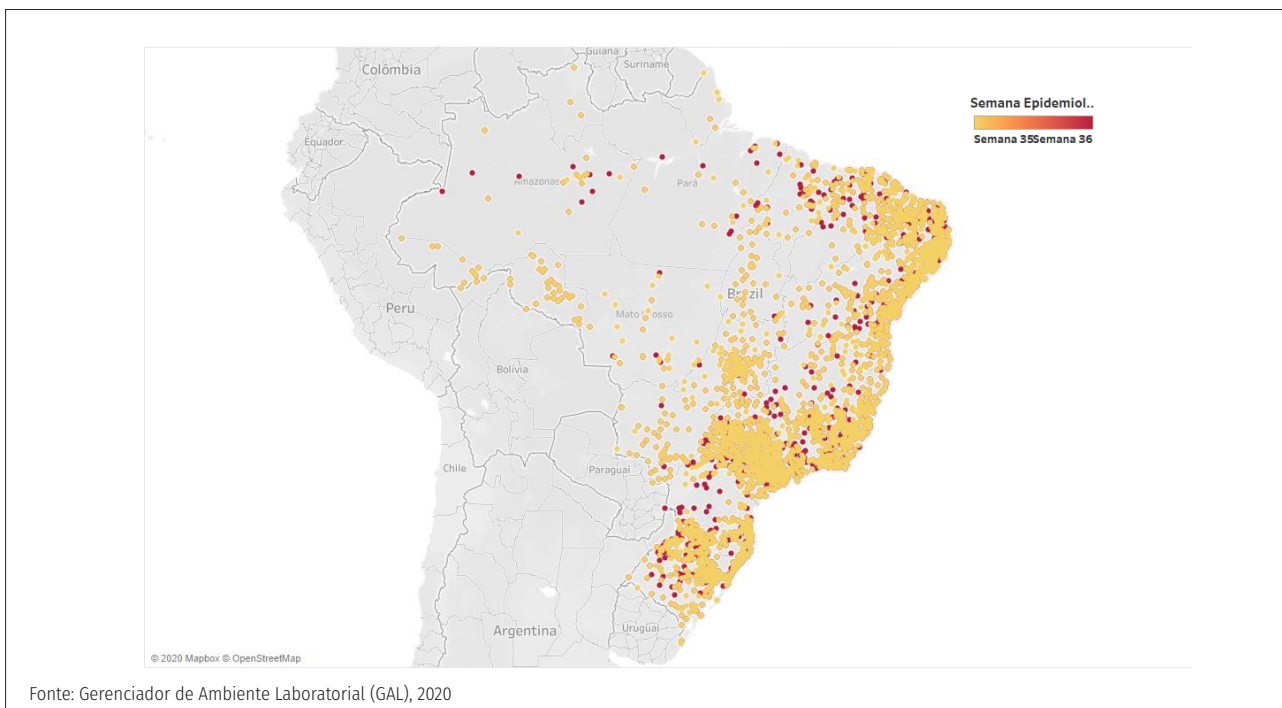 Guiana
Colômbia
Suriname
Semana Epidemiol..
Semana 35Semana 36
Equador
Amazonas
Pará
Brazil
Peru
Mato Grosso
Bolívia
Chile
Paraguai
Argentina
Uruguai
© 2020 Mapbox © OpenStreetMap
Fonte: Gerenciador de Ambiente Laboratorial (GAL), 2020